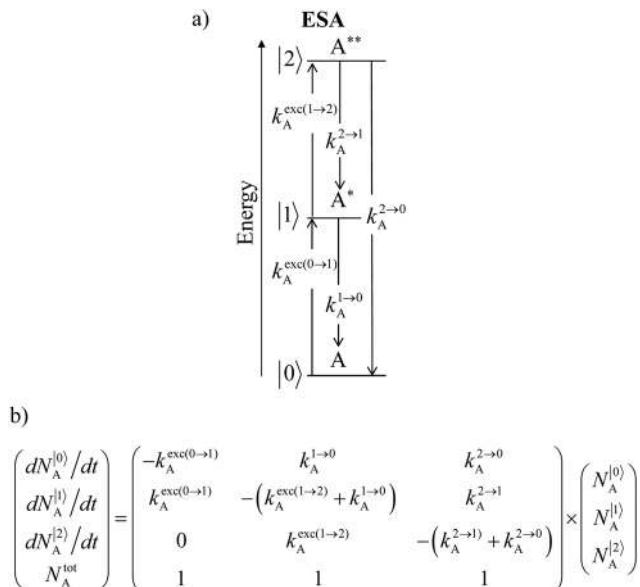 a) ESA
A**
|2⟩
k_A^{exc(1→2)}
k_A^{2→1}
A*
|1⟩
k_A^{2→0}
Energy
k_A^{exc(0→1)}
k_A^{1→0}
A
|0⟩
b)
dN_A^{|0⟩}/dt −k_A^{exc(0→1)} k_A^{1→0} k_A^{2→0} N_A^{|0⟩}
dN_A^{|1⟩}/dt = k_A^{exc(0→1)} −(k_A^{exc(1→2)} + k_A^{1→0}) k_A^{2→1} × N_A^{|1⟩}
dN_A^{|2⟩}/dt 0 k_A^{exc(1→2)} −(k_A^{2→1} + k_A^{2→0}) N_A^{|2⟩}
N_A^{tot} 1 1 1